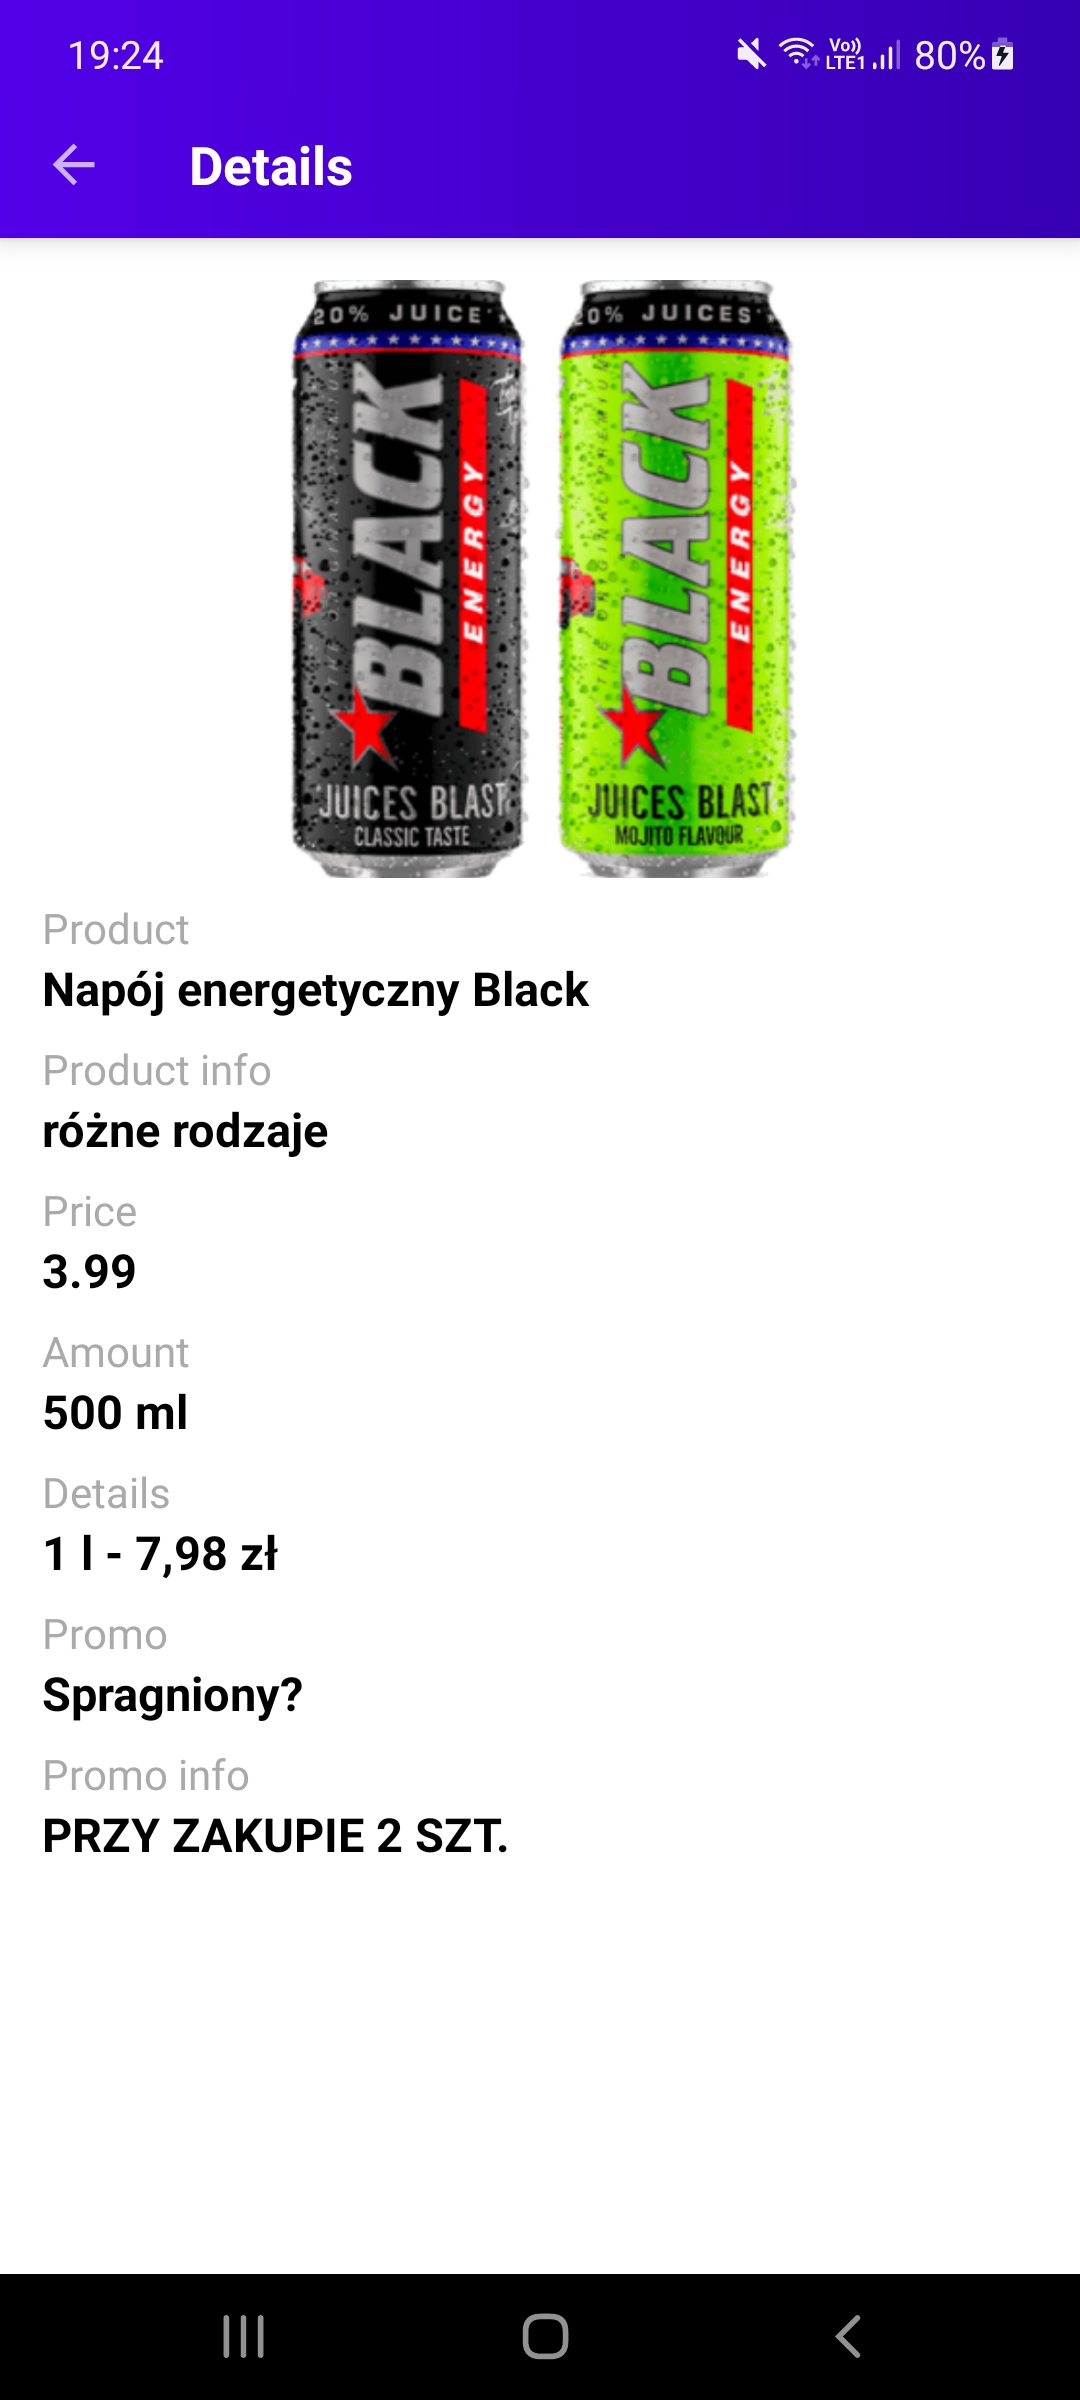 19:24
Vo))
LTE1
80%
Details
20% JUICE
BLACK
ENERGY
JUICES BLAST
CLASSIC TASTE
20% JUICES
BLACK
ENERGY
JUICES BLAST
MOJITO FLAVOUR
Product
Napój energetyczny Black
Product info
różne rodzaje
Price
3.99
Amount
500 ml
Details
1 l - 7,98 zł
Promo
Spragniony?
Promo info
PRZY ZAKUPIE 2 SZT.